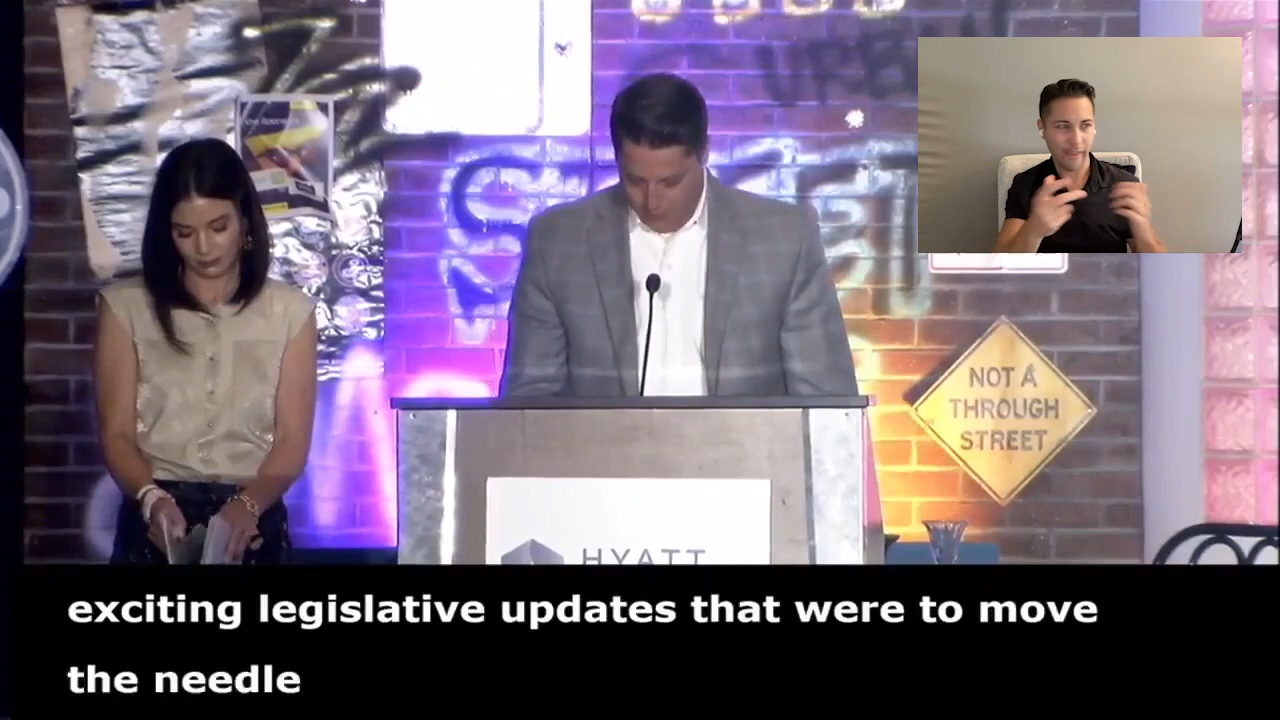 NOT A
THROUGH
STREET
HYATT
exciting legislative updates that were to move
the needle